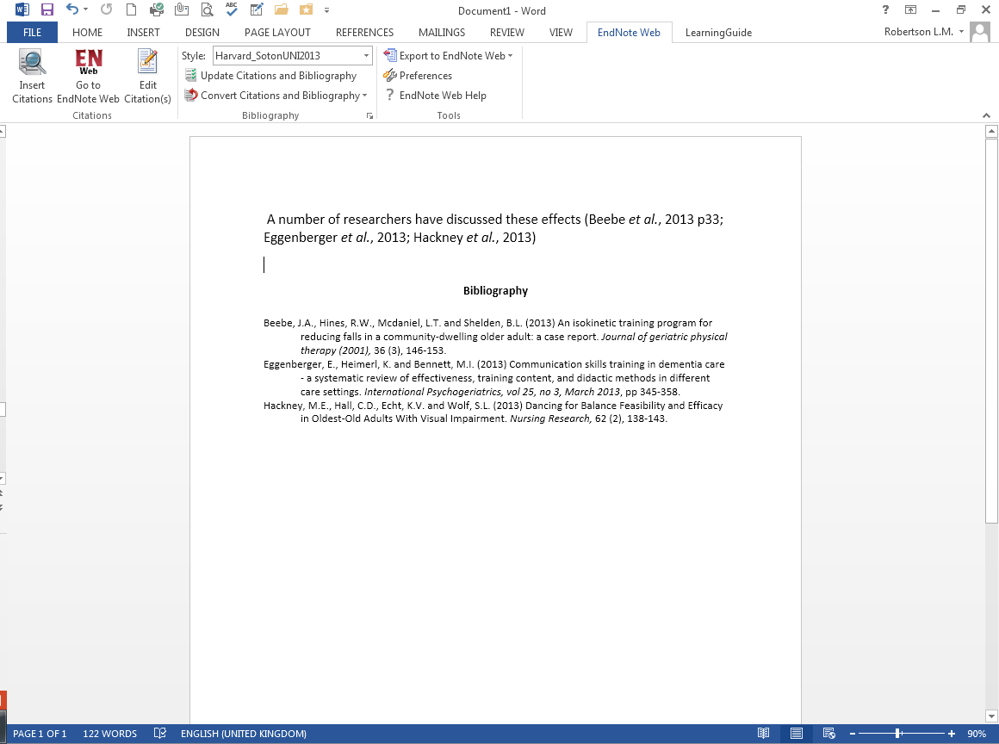 Document1 - Word
?
FILE HOME INSERT DESIGN PAGE LAYOUT REFERENCES MAILINGS REVIEW VIEW EndNote Web LearningGuide Robertson L.M.
Insert Citations
EN Web
Go to EndNote Web
Edit Citation(s)
Citations
Style: Harvard_SotonUNI2013
Update Citations and Bibliography
Convert Citations and Bibliography
Bibliography
Export to EndNote Web
Preferences
? EndNote Web Help
Tools
A number of researchers have discussed these effects (Beebe et al., 2013 p33;
Eggenberger et al., 2013; Hackney et al., 2013)
Bibliography
Beebe, J.A., Hines, R.W., Mcdaniel, L.T. and Shelden, B.L. (2013) An isokinetic training program for
reducing falls in a community-dwelling older adult: a case report. Journal of geriatric physical
therapy (2001), 36 (3), 146-153.
Eggenberger, E., Heimerl, K. and Bennett, M.I. (2013) Communication skills training in dementia care
- a systematic review of effectiveness, training content, and didactic methods in different
care settings. International Psychogeriatrics, vol 25, no 3, March 2013, pp 345-358.
Hackney, M.E., Hall, C.D., Echt, K.V. and Wolf, S.L. (2013) Dancing for Balance Feasibility and Efficacy
in Oldest-Old Adults With Visual Impairment. Nursing Research, 62 (2), 138-143.
PAGE 1 OF 1 122 WORDS ENGLISH (UNITED KINGDOM) 90%